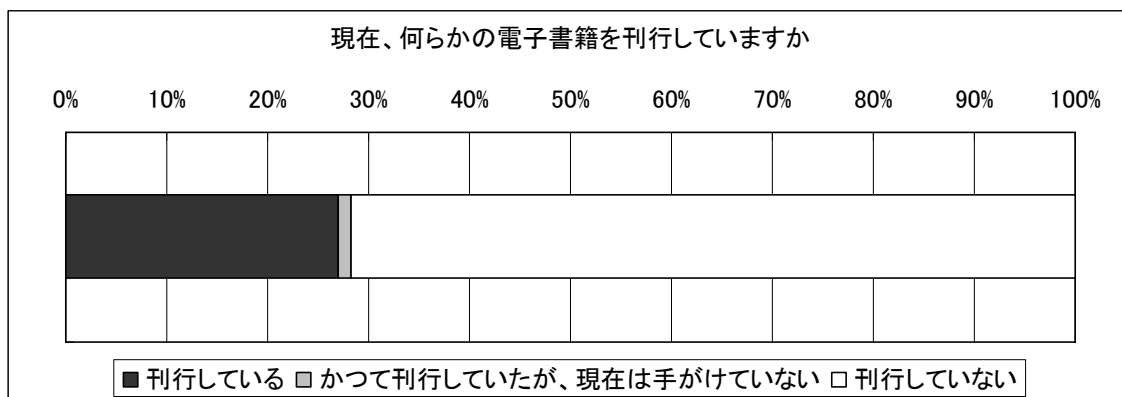 現在、何らかの電子書籍を刊行していますか
0% 10% 20% 30% 40% 50% 60% 70% 80% 90% 100%
刊行している かつて刊行していたが、現在は手がけていない 刊行していない